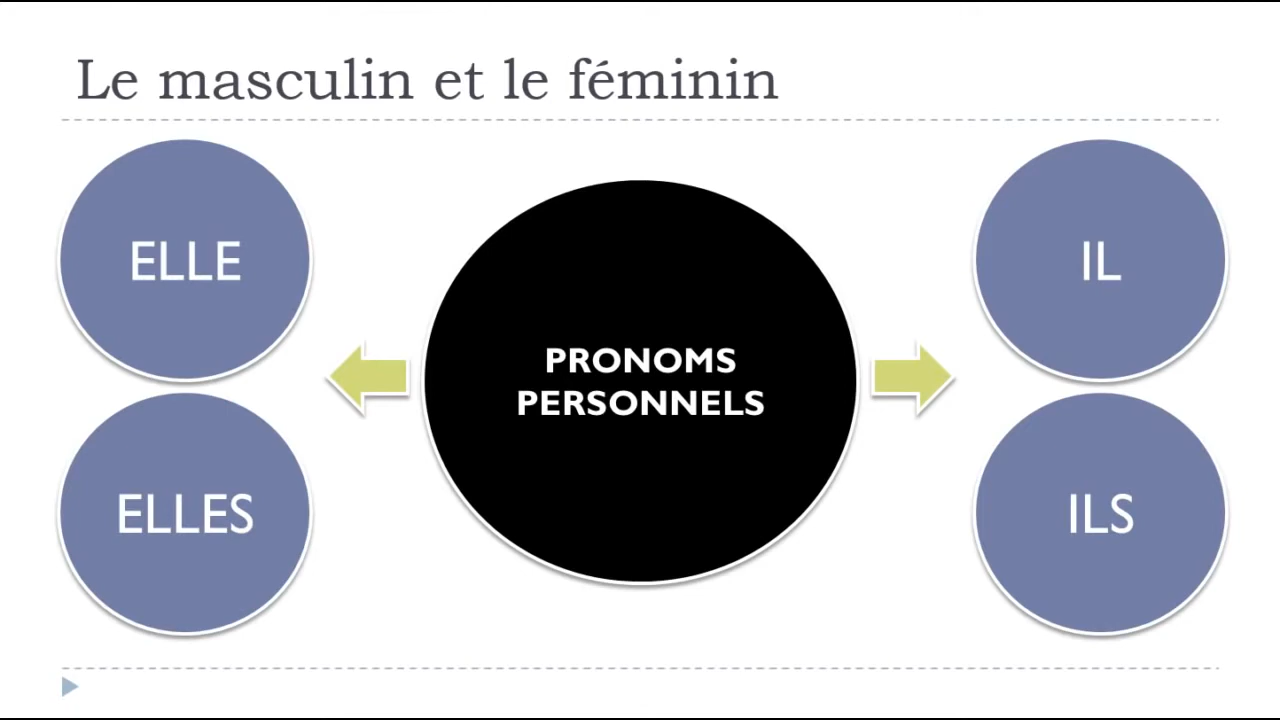 Le masculin et le féminin
ELLE
ELLES
PRONOMS
PERSONNELS
IL
ILS